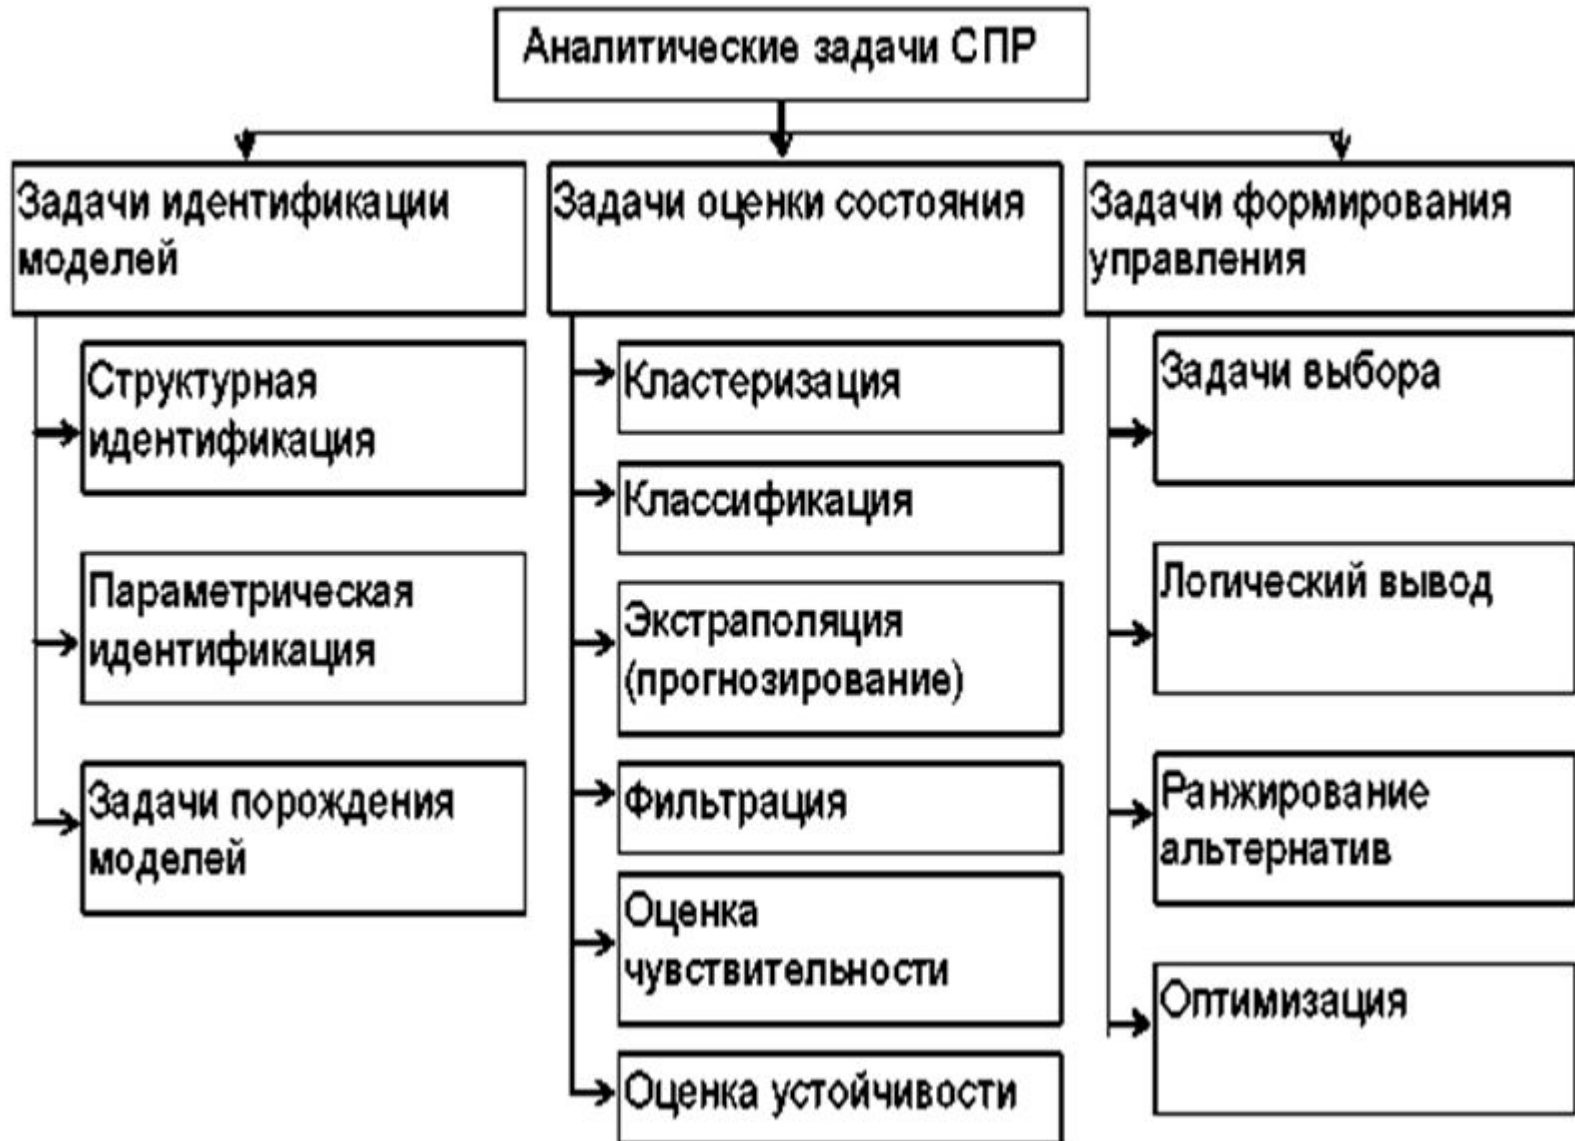 Аналитические задачи СПР
Задачи идентификации
моделей
Структурная
идентификация
Параметрическая
идентификация
Задачи порождения
моделей
Задачи оценки состояния
Кластеризация
Классификация
Экстраполяция
(прогнозирование)
Фильтрация
Оценка
чувствительности
Оценка устойчивости
Задачи формирования
управления
Задачи выбора
Логический вывод
Ранжирование
альтернатив
Оптимизация